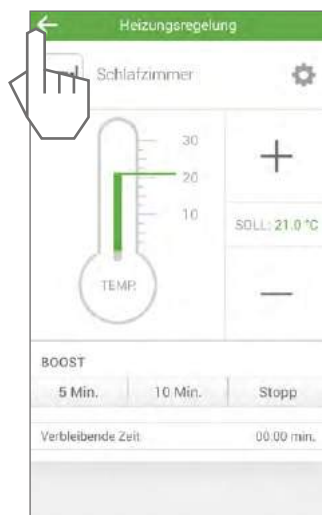 Heizungsregelung
Schlafzimmer
30
20
10
+
SOLL: 21.0 °C
TEMP.
—
BOOST
5 Min. 10 Min. Stopp
Verbleibende Zeit 00:00 min.